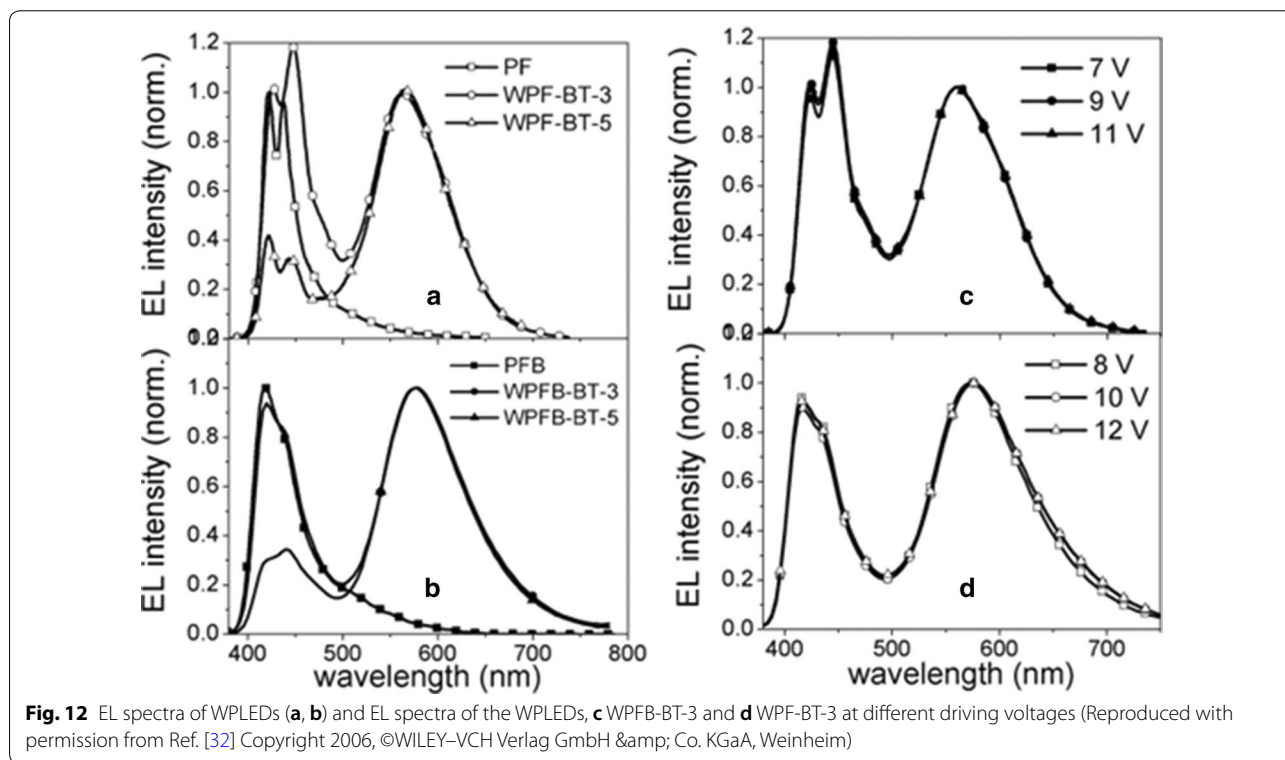 1.2
1.0
0.8
0.6
0.4
0.2
EL intensity (norm.)
PF
WPF-BT-3
WPF-BT-5
a
1.0
0.8
0.6
0.4
0.2
0.0
EL intensity (norm.)
PFB
WPFB-BT-3
WPFB-BT-5
b
400 500 600 700 800
wavelength (nm)
1.2
1.0
0.8
0.6
0.4
0.2
EL intensity (norm.)
7 V
9 V
11 V
c
1.0
0.8
0.6
0.4
0.2
0.0
EL intensity (norm.)
8 V
10 V
12 V
d
400 500 600 700
wavelength (nm)
Fig. 12 EL spectra of WPLEDs (a, b) and EL spectra of the WPLEDs, c WPFB-BT-3 and d WPF-BT-3 at different driving voltages (Reproduced with
permission from Ref. [32] Copyright 2006, ©WILEY–VCH Verlag GmbH &amp; Co. KGaA, Weinheim)